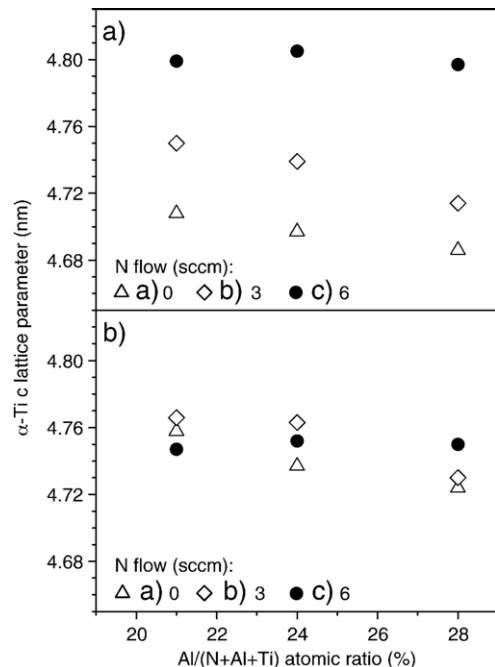 a)
4.80
4.76
4.72
4.68
N flow (sccm):
a) 0 b) 3 c) 6
b)
4.80
4.76
4.72
4.68
N flow (sccm):
a) 0 b) 3 c) 6
20 22 24 26 28
Al/(N+Al+Ti) atomic ratio (%)
α-Ti c lattice parameter (nm)